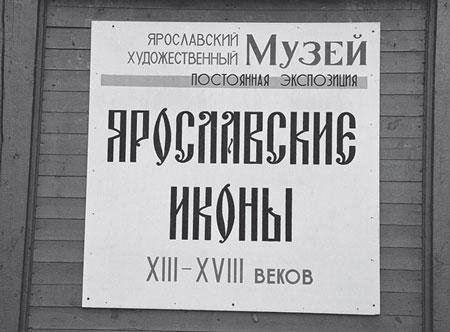 ЯРОСЛАВСКИЙ
ХУДОЖЕСТВЕННЫЙ МУЗЕЙ
ПОСТОЯННАЯ ЭКСПОЗИЦИЯ
ЯРОСЛАВСКИЕ
ИКОНЫ
XIII-XVIII ВЕКОВ